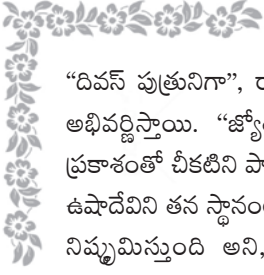 “దివస్ పుత్రునిగా”,
అభివర్ణిస్తాయి. “జ్యో
ప్రకాశంతో చీకటిని పా
ఉషాదేవిని తన స్థానం
నిష్క్రమిస్తుంది అని,